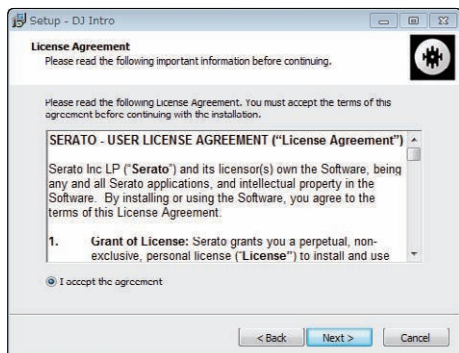 Setup - DJ Intro
License Agreement
Please read the following important information before continuing.
Please read the following License Agreement. You must accept the terms of this
agreement before continuing with the installation.
SERATO - USER LICENSE AGREEMENT ("License Agreement")
Serato Inc LP ("Serato") and its licensor(s) own the Software, being
any and all Serato applications, and intellectual property in the
Software. By installing or using the Software, you agree to the
terms of this License Agreement.
1. Grant of License: Serato grants you a perpetual, non-
exclusive, personal license ("License") to install and use
I accept the agreement
< Back Next > Cancel